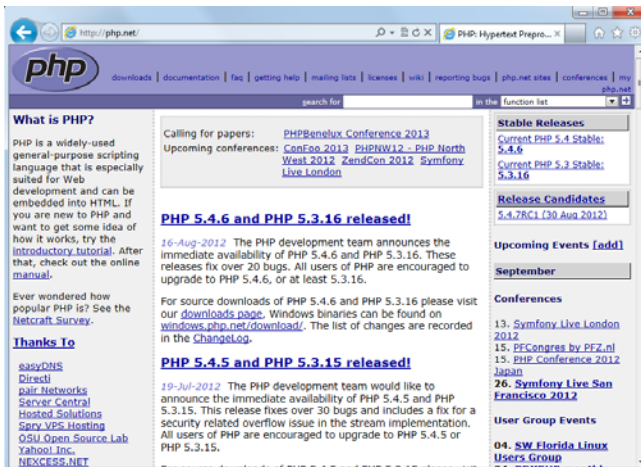 http://php.net/
PHP: Hypertext Prepro...
php
downloads | documentation | faq | getting help | mailing lists | licenses | wiki | reporting bugs | php.net sites | conferences | my
php.net
search for
in the
function list
What is PHP?
PHP is a widely-used
general-purpose scripting
language that is especially
suited for Web
development and can be
embedded into HTML. If
you are new to PHP and
want to get some idea of
how it works, try the
introductory tutorial. After
that, check out the online
manual.
Ever wondered how
popular PHP is? See the
Netcraft Survey.
Thanks To
easyDNS
Directi
pair Networks
Server Central
Hosted Solutions
Spry VPS Hosting
OSU Open Source Lab
Yahoo! Inc.
NEXCESS.NET
Calling for papers: PHPBenelux Conference 2013
Upcoming conferences: ConFoo 2013 PHPNW12 - PHP North
West 2012 ZendCon 2012 Symfony
Live London
PHP 5.4.6 and PHP 5.3.16 released!
16-Aug-2012 The PHP development team announces the
immediate availability of PHP 5.4.6 and PHP 5.3.16. These
releases fix over 20 bugs. All users of PHP are encouraged to
upgrade to PHP 5.4.6, or at least 5.3.16.
For source downloads of PHP 5.4.6 and PHP 5.3.16 please visit
our downloads page, Windows binaries can be found on
windows.php.net/download/. The list of changes are recorded
in the ChangeLog.
PHP 5.4.5 and PHP 5.3.15 released!
19-Jul-2012 The PHP development team would like to
announce the immediate availability of PHP 5.4.5 and PHP
5.3.15. This release fixes over 30 bugs and includes a fix for a
security related overflow issue in the stream implementation.
All users of PHP are encouraged to upgrade to PHP 5.4.5 or
PHP 5.3.15.
Stable Releases
Current PHP 5.4 Stable:
5.4.6
Current PHP 5.3 Stable:
5.3.16
Release Candidates
5.4.7RC1 (30 Aug 2012)
Upcoming Events [add]
September
Conferences
13. Symfony Live London
2012
15. PFCongres by PFZ.nl
15. PHP Conference 2012
Japan
26. Symfony Live San
Francisco 2012
User Group Events
04. SW Florida Linux
Users Group